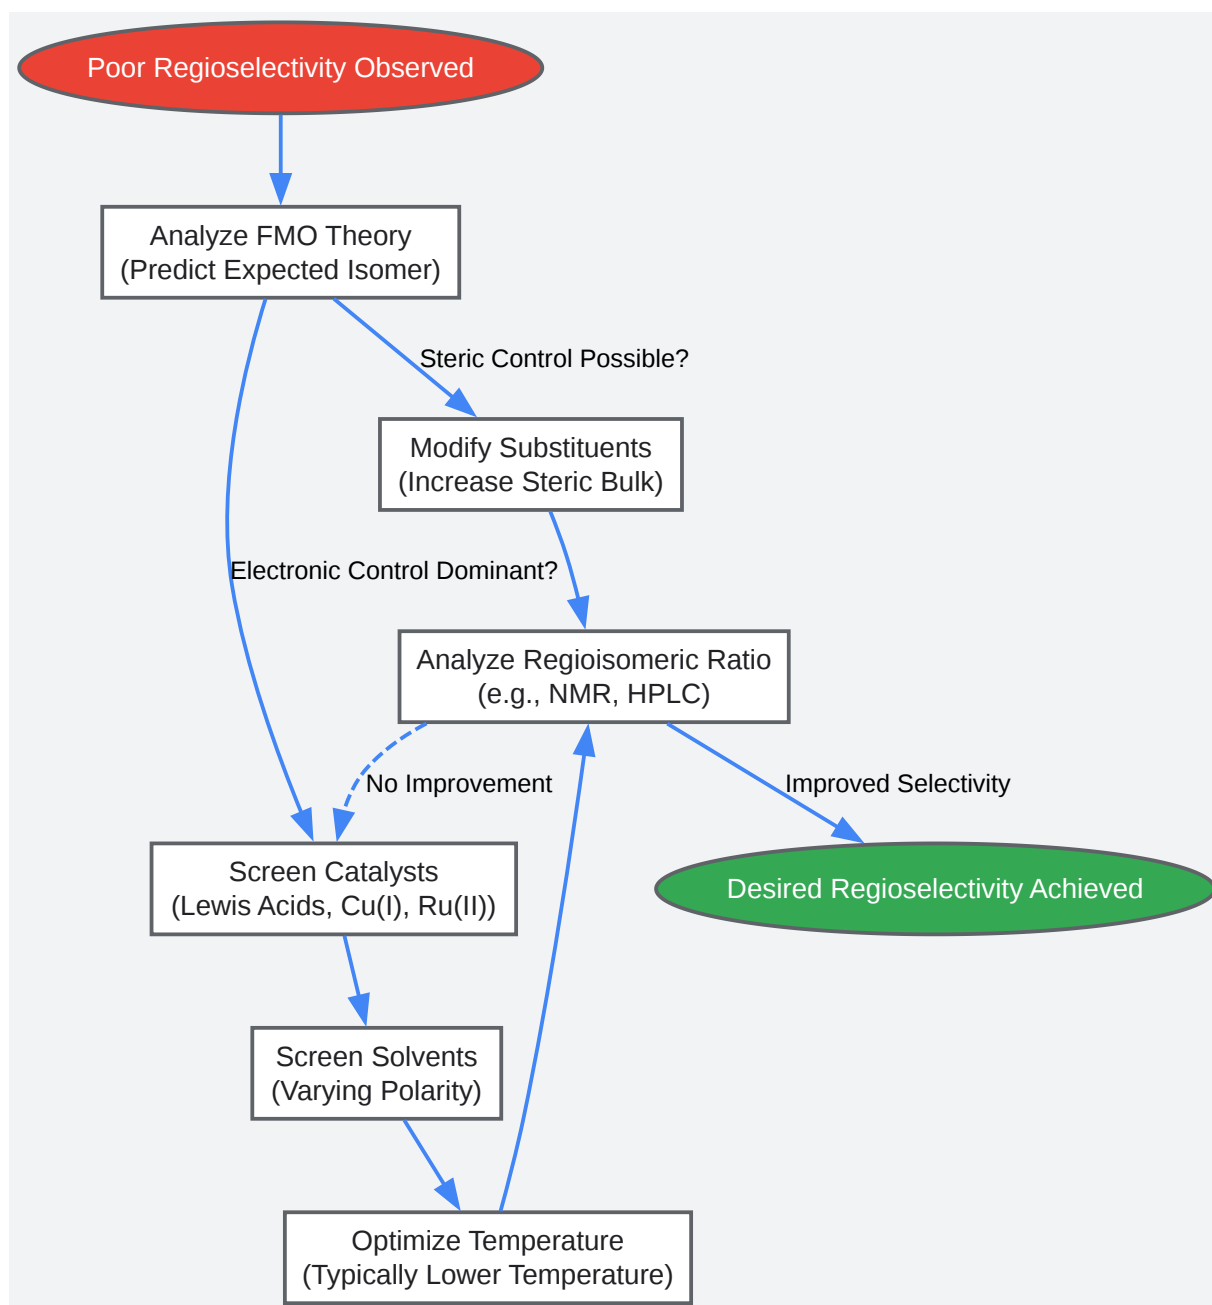 Poor Regioselectivity Observed
Analyze FMO Theory
(Predict Expected Isomer)
Steric Control Possible?
Modify Substituents
(Increase Steric Bulk)
Electronic Control Dominant?
Analyze Regioisomeric Ratio
(e.g., NMR, HPLC)
No Improvement
Improved Selectivity
Screen Catalysts
(Lewis Acids, Cu(I), Ru(II))
Desired Regioselectivity Achieved
Screen Solvents
(Varying Polarity)
Optimize Temperature
(Typically Lower Temperature)